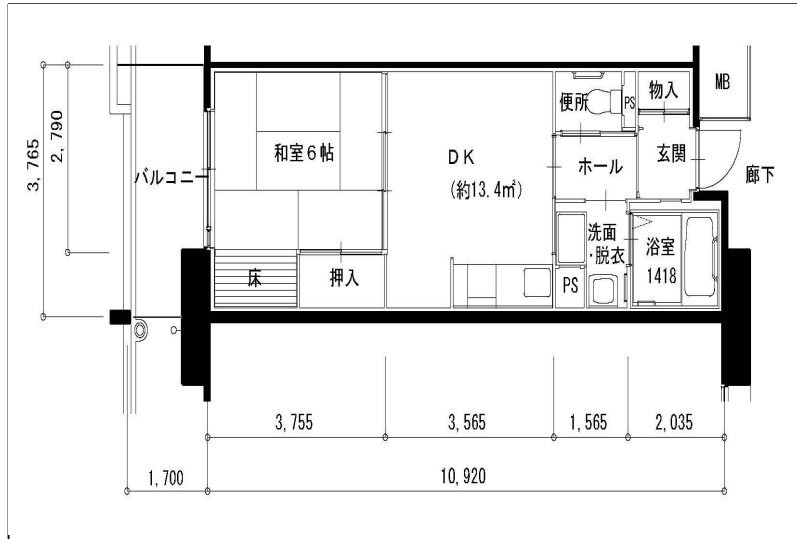 便所
PS
物入
MB
3,765
2,790
バルコニー
和室6帖
DK
(約13.4㎡)
ホール
玄関
廊下
床
押入
洗面
・脱衣
PS
浴室
1418
3,755
3,565
1,565
2,035
1,700
10,920